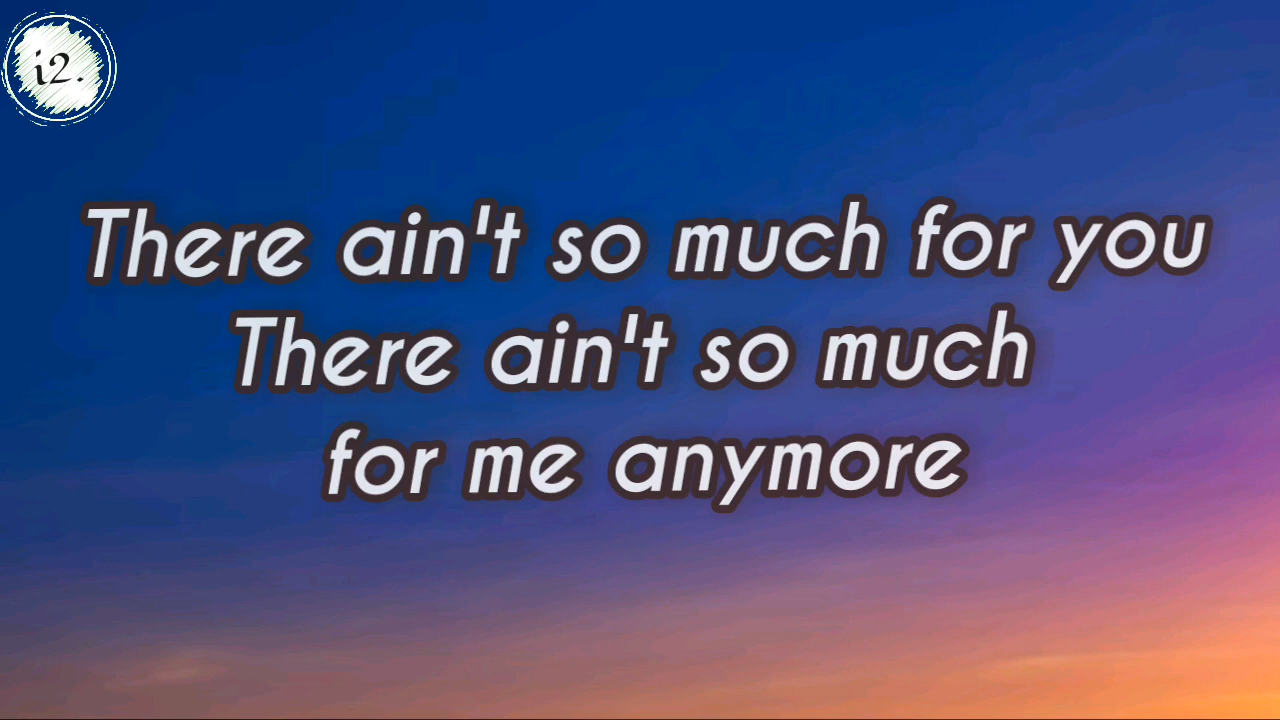 i2.
There ain't so much for you
There ain't so much
for me anymore